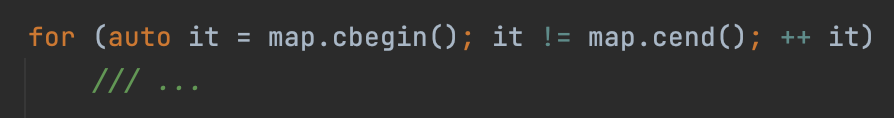 for (auto it = map.cbegin(); it != map.cend(); ++ it)
/// ...